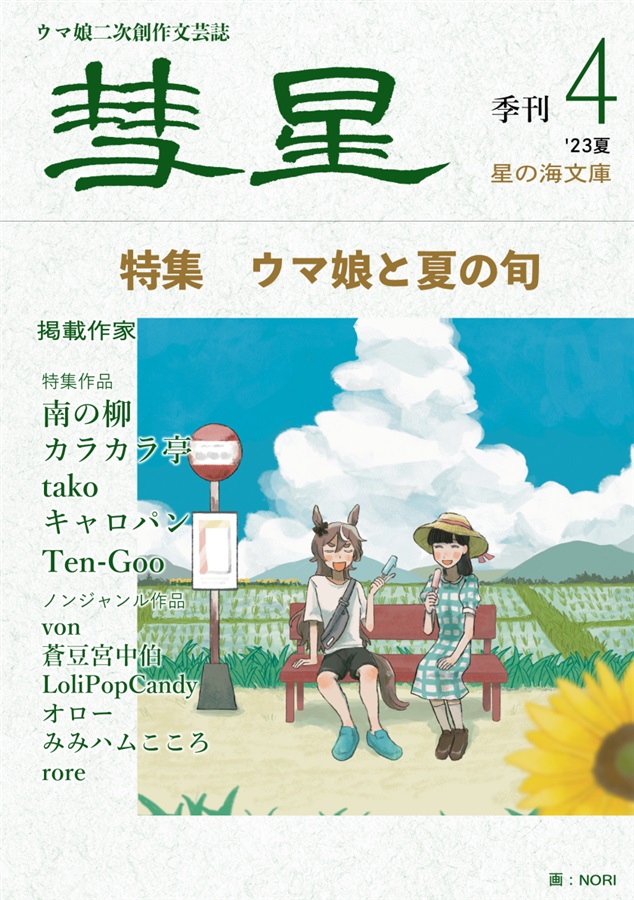 ウマ娘二次創作文芸誌
彗星
季刊 4
'23夏
星の海文庫
特集 ウマ娘と夏の旬
掲載作家
特集作品
南の柳
カラカラ亭
tako
キャロパン
Ten-Goo
ノンジャンル作品
von
蒼豆宮中伯
LoliPopCandy
オロー
みみハムこころ
rore
画：NORI